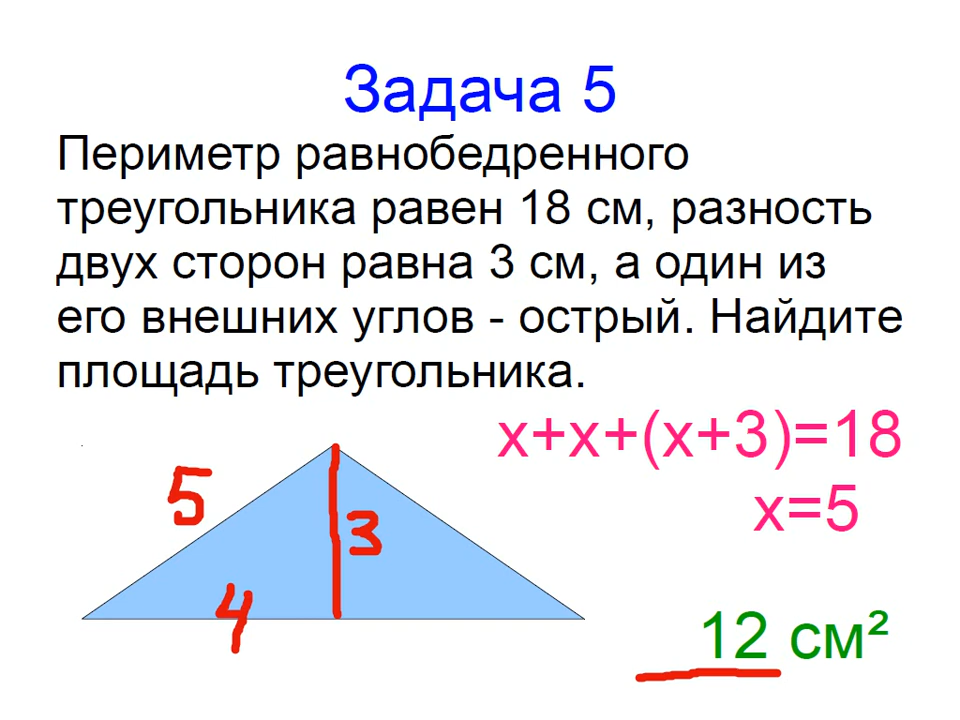 Задача 5
Периметр равнобедренного
треугольника равен 18 см, разность
двух сторон равна 3 см, а один из
его внешних углов - острый. Найдите
площадь треугольника.
x+x+(x+3)=18
x=5
5
3
4
12 см²